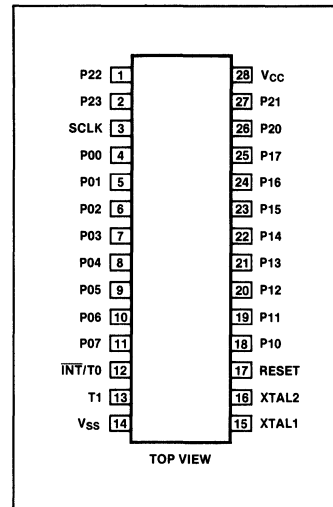 P22 1 28 VCC
P23 2 27 P21
SCLK 3 26 P20
P00 4 25 P17
P01 5 24 P16
P02 6 23 P15
P03 7 22 P14
P04 8 21 P13
P05 9 20 P12
P06 10 19 P11
P07 11 18 P10
INT/T0 12 17 RESET
T1 13 16 XTAL2
VSS 14 15 XTAL1
TOP VIEW